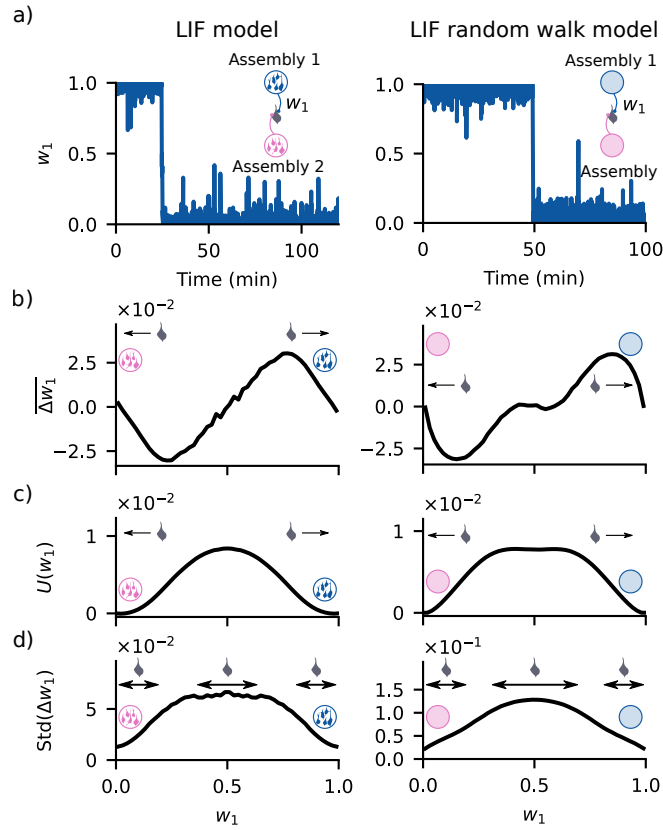 a)
LIF model
LIF random walk model
Assembly 1
w₁
Assembly 2
1.0
0.5
0.0
w₁
0
50
100
Time (min)
Assembly 1
w₁
Assembly
1.0
0.5
0.0
0
50
100
Time (min)
b)
×10⁻²
2.5
0.0
−2.5
Δw₁
×10⁻²
2.5
0.0
−2.5
c)
×10⁻²
1
0
U(w₁)
×10⁻²
1
0
d)
×10⁻²
5
0
Std(Δw₁)
0.0
0.5
1.0
w₁
×10⁻¹
1.5
1.0
0.5
0
0.0
0.5
1.0
w₁